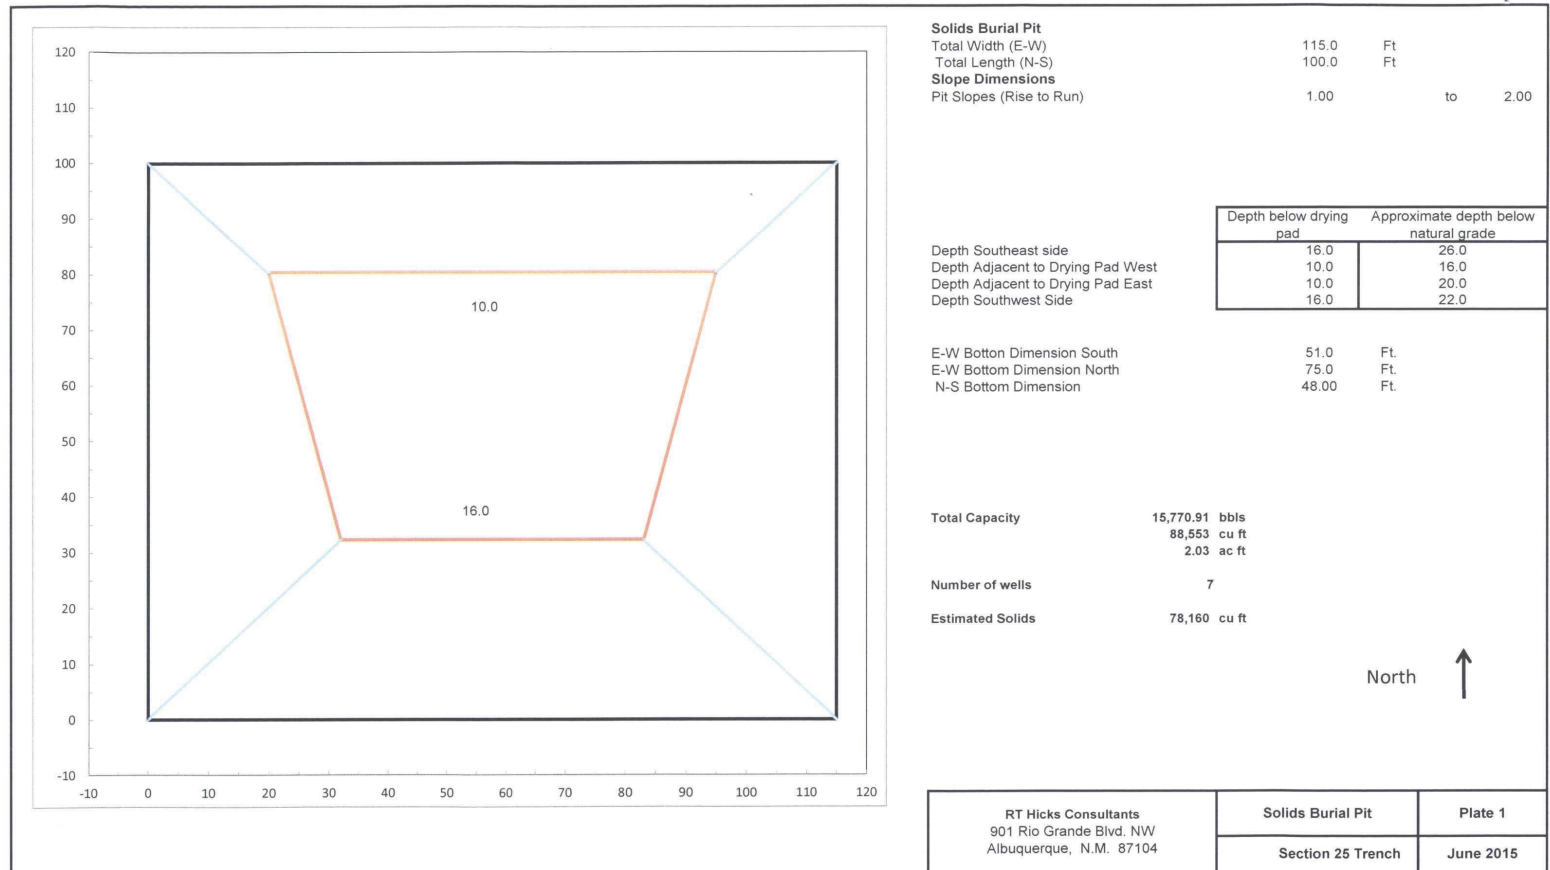 Solids Burial Pit
Total Width (E-W) 115.0 Ft
Total Length (N-S) 100.0 Ft
Slope Dimensions
Pit Slopes (Rise to Run) 1.00 to 2.00
Depth below drying pad Approximate depth below natural grade
Depth Southeast side 16.0 26.0
Depth Adjacent to Drying Pad West 10.0 16.0
Depth Adjacent to Drying Pad East 10.0 20.0
Depth Southwest Side 16.0 22.0
E-W Botton Dimension South 51.0 Ft.
E-W Bottom Dimension North 75.0 Ft.
N-S Bottom Dimension 48.00 Ft.
Total Capacity 15,770.91 bbls
88,553 cu ft
2.03 ac ft
Number of wells 7
Estimated Solids 78,160 cu ft
North
120
110
100
90
80
70
60
50
40
30
20
10
0
-10
10.0
16.0
-10 0 10 20 30 40 50 60 70 80 90 100 110 120
RT Hicks Consultants
901 Rio Grande Blvd. NW
Albuquerque, N.M. 87104
Solids Burial Pit
Plate 1
Section 25 Trench
June 2015